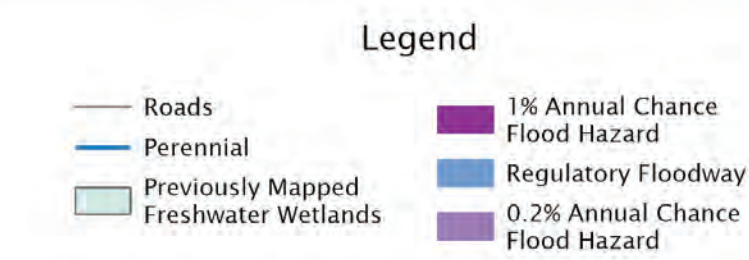 Legend
Roads
Perennial
Previously Mapped
Freshwater Wetlands
1% Annual Chance
Flood Hazard
Regulatory Floodway
0.2% Annual Chance
Flood Hazard